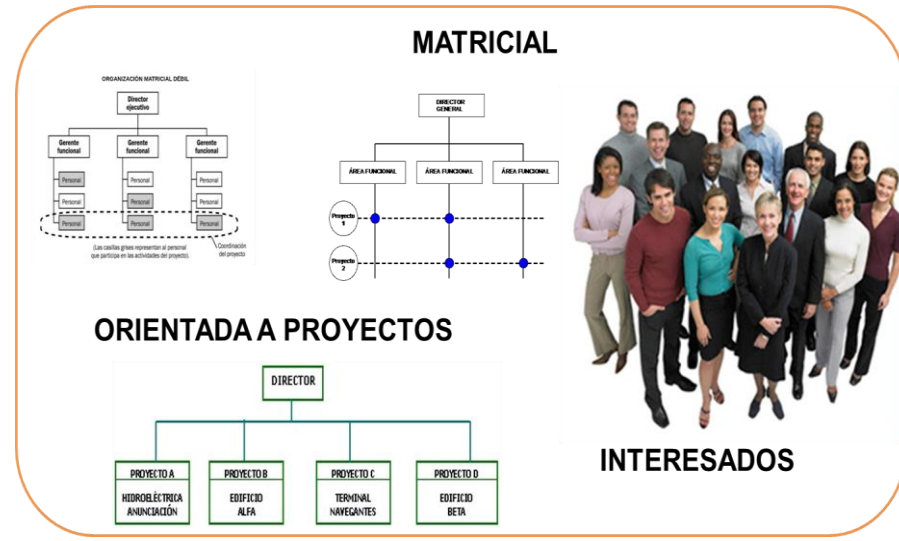 MATRICIAL
ORGANIZACIÓN MATRICIAL DÉBIL
Director
ejecutivo
Gerente
funcional
Gerente
funcional
Gerente
funcional
Personal
Personal
Personal
Personal
Personal
Personal
Personal
Personal
Personal
(Las casillas grises representan al personal
que participa en las actividades del proyecto).
Coordinación
del proyecto
DIRECTOR
GENERAL
ÁREA FUNCIONAL
ÁREA FUNCIONAL
ÁREA FUNCIONAL
Proyecto
1
Proyecto
2
ORIENTADA A PROYECTOS
DIRECTOR
PROYECTO A
HIDROELÉCTRICA
ANUNCIACIÓN
PROYECTO B
EDIFICIO
ALFA
PROYECTO C
TERMINAL
NAVEGANTES
PROYECTO D
EDIFICIO
BETA
INTERESADOS